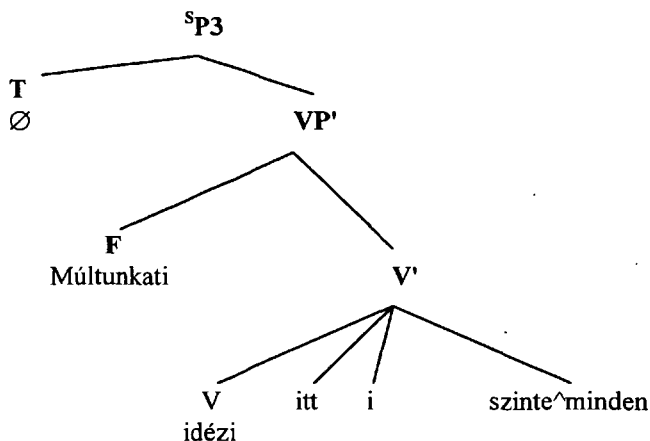 ˢP3
T
∅
VP'
F
Múltunkati
V'
V itt i szinte^minden
idézi